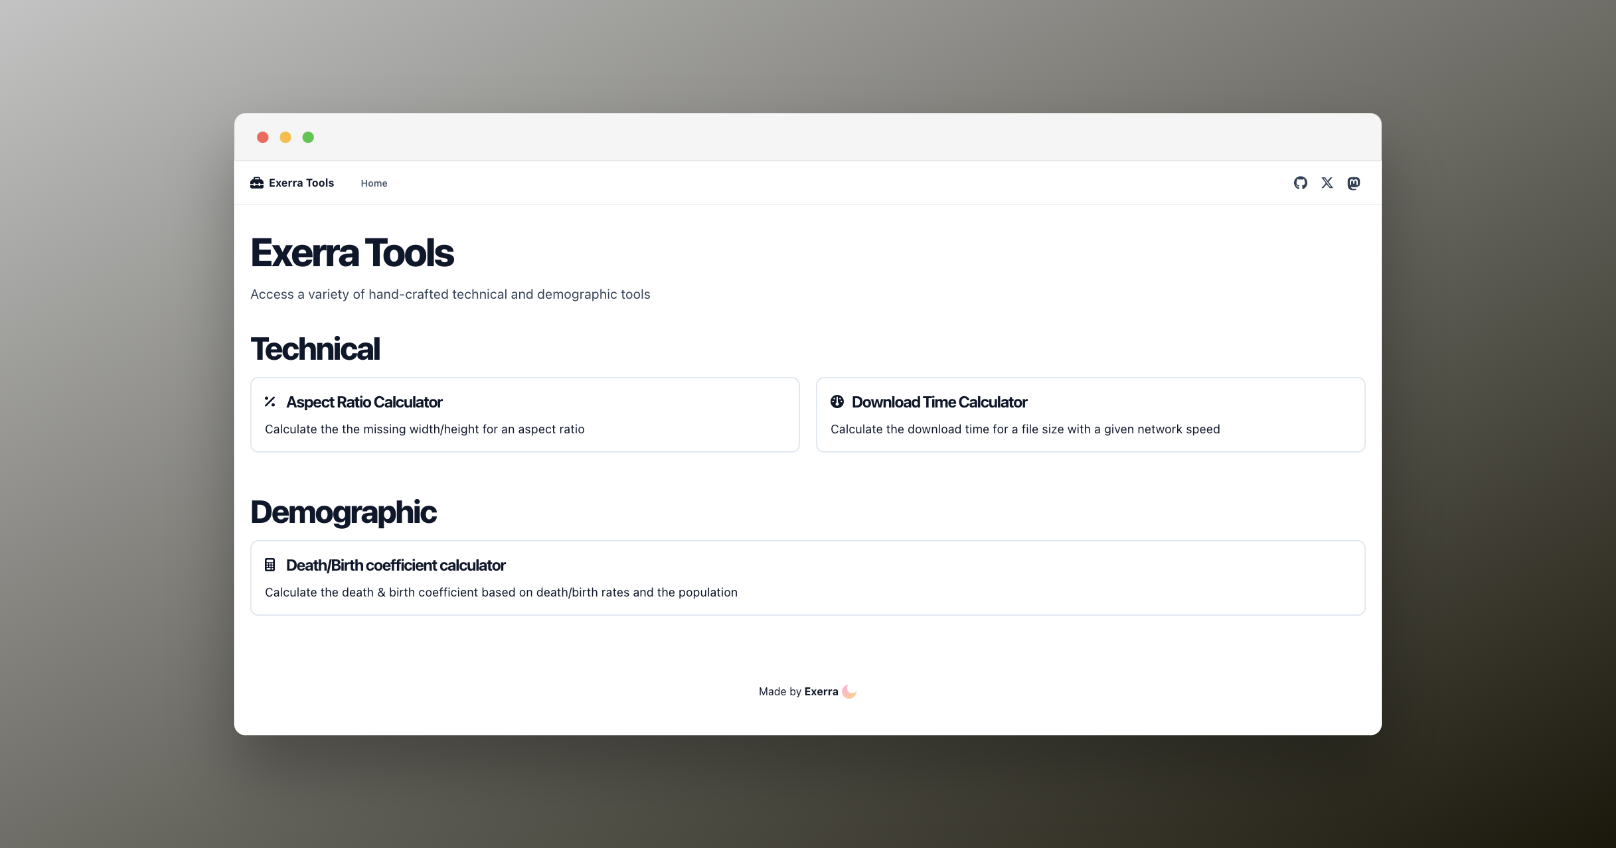 Exerra Tools
Home
Exerra Tools
Access a variety of hand-crafted technical and demographic tools
Technical
Aspect Ratio Calculator
Calculate the the missing width/height for an aspect ratio
Download Time Calculator
Calculate the download time for a file size with a given network speed
Demographic
Death/Birth coefficient calculator
Calculate the death & birth coefficient based on death/birth rates and the population
Made by Exerra